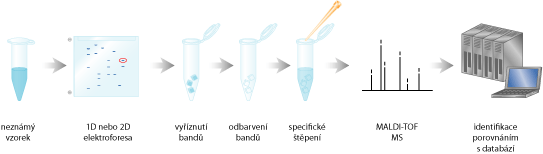 neznámý
vzorek
1D nebo 2D
elektroforesa
vyříznutí
bandů
odbarvení
bandů
specifické
štěpení
MALDI-TOF
MS
identifikace
porovnáním
s databází